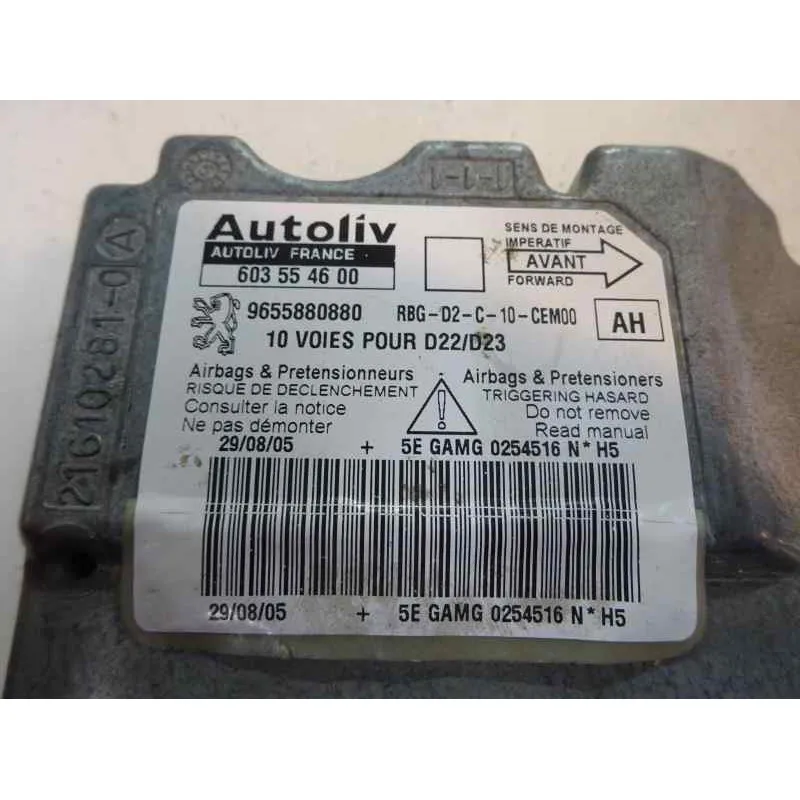 1-1-1
21610281-0 A
Autoliv
AUTOLIV FRANCE
603 55 46 00
SENS DE MONTAGE
IMPERATIF
AVANT
FORWARD
9655880880 RBG-D2-C-10-CEM00
AH
10 VOIES POUR D22/D23
Airbags & Pretensionneurs
RISQUE DE DECLENCHEMENT
Consulter la notice
Ne pas démonter
Airbags & Pretensioners
TRIGGERING HASARD
Do not remove
Read manual
29/08/05 + 5E GAMG 0254516 N* H5
29/08/05 + 5E GAMG 0254516 N* H5